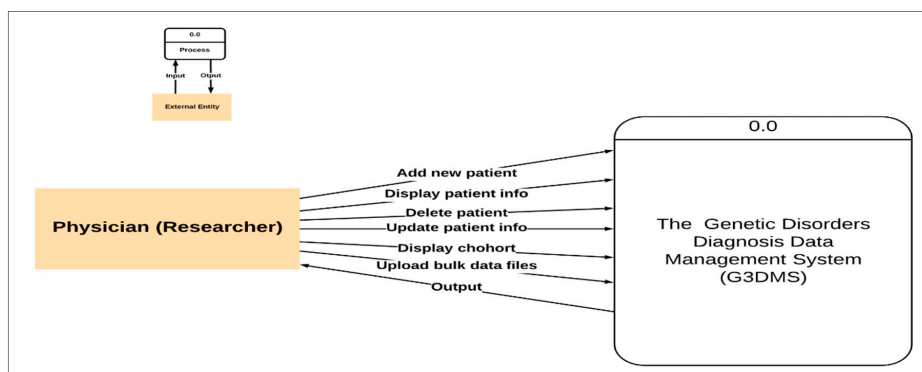 0.0
Process
Input
Otput
External Entity
0.0
Physician (Researcher)
Add new patient
Display patient info
Delete patient
Update patient info
Display chohort
Upload bulk data files
Output
The Genetic Disorders
Diagnosis Data
Management System
(G3DMS)